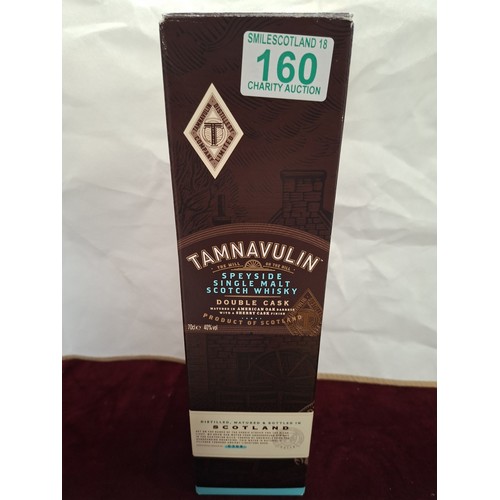 SMILESCOTLAND 18
160
CHARITY AUCTION
T
TAMNAVULIN
THE MILL ON THE HILL
SPEYSIDE
SINGLE MALT
SCOTCH WHISKY
DOUBLE CASK
MATURED IN AMERICAN OAK BARRELS
WITH A SHERRY CASK FINISH
PRODUCT OF SCOTLAND
70cl e 40% vol
DISTILLED, MATURED & BOTTLED IN
SCOTLAND